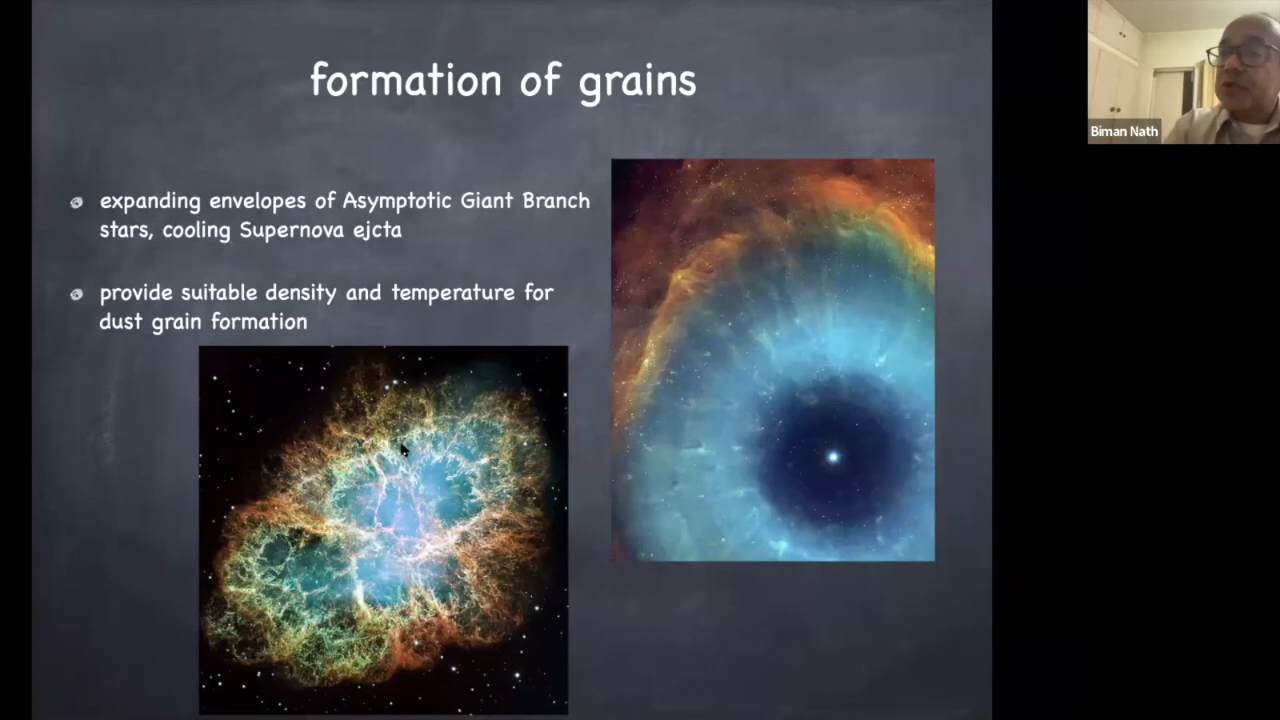 formation of grains
expanding envelopes of Asymptotic Giant Branch
stars, cooling Supernova ejcta
provide suitable density and temperature for
dust grain formation
Biman Nath